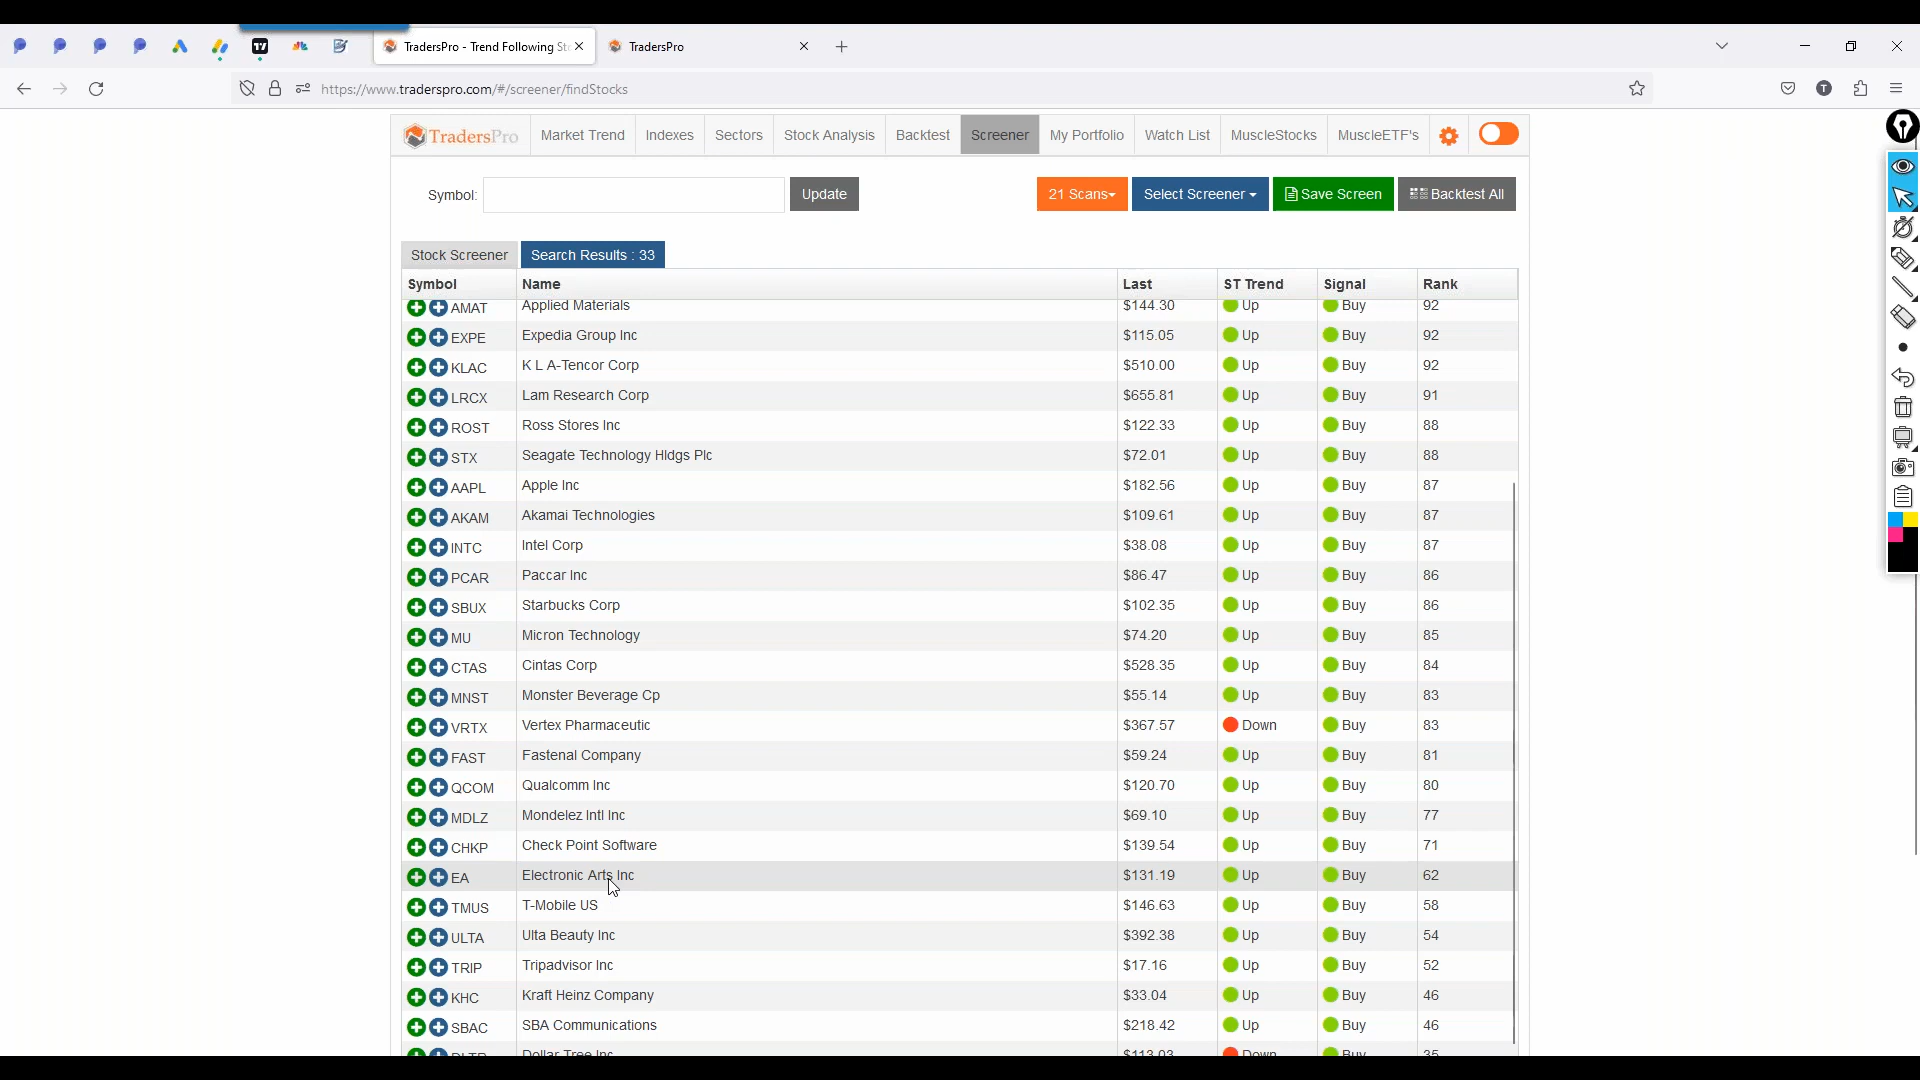 TradersPro - Trend Following St
TradersPro
https://www.traderspro.com/#/screener/findStocks
T
TradersPro Market Trend Indexes Sectors Stock Analysis Backtest Screener My Portfolio Watch List MuscleStocks MuscleETF's
Symbol: Update 21 Scans Select Screener Save Screen Backtest All
Stock Screener Search Results : 33
Symbol Name Last ST Trend Signal Rank
AMAT Applied Materials $144.30 Up Buy 92
EXPE Expedia Group Inc $115.05 Up Buy 92
KLAC K L A-Tencor Corp $510.00 Up Buy 92
LRCX Lam Research Corp $655.81 Up Buy 91
ROST Ross Stores Inc $122.33 Up Buy 88
STX Seagate Technology Hldgs Plc $72.01 Up Buy 88
AAPL Apple Inc $182.56 Up Buy 87
AKAM Akamai Technologies $109.61 Up Buy 87
INTC Intel Corp $38.08 Up Buy 87
PCAR Paccar Inc $86.47 Up Buy 86
SBUX Starbucks Corp $102.35 Up Buy 86
MU Micron Technology $74.20 Up Buy 85
CTAS Cintas Corp $528.35 Up Buy 84
MNST Monster Beverage Cp $55.14 Up Buy 83
VRTX Vertex Pharmaceutic $367.57 Down Buy 83
FAST Fastenal Company $59.24 Up Buy 81
QCOM Qualcomm Inc $120.70 Up Buy 80
MDLZ Mondelez Intl Inc $69.10 Up Buy 77
CHKP Check Point Software $139.54 Up Buy 71
EA Electronic Arts Inc $131.19 Up Buy 62
TMUS T-Mobile US $146.63 Up Buy 58
ULTA Ulta Beauty Inc $392.38 Up Buy 54
TRIP Tripadvisor Inc $17.16 Up Buy 52
KHC Kraft Heinz Company $33.04 Up Buy 46
SBAC SBA Communications $218.42 Up Buy 46
DLTR Dollar Tree Inc $113.03 Down Buy 35